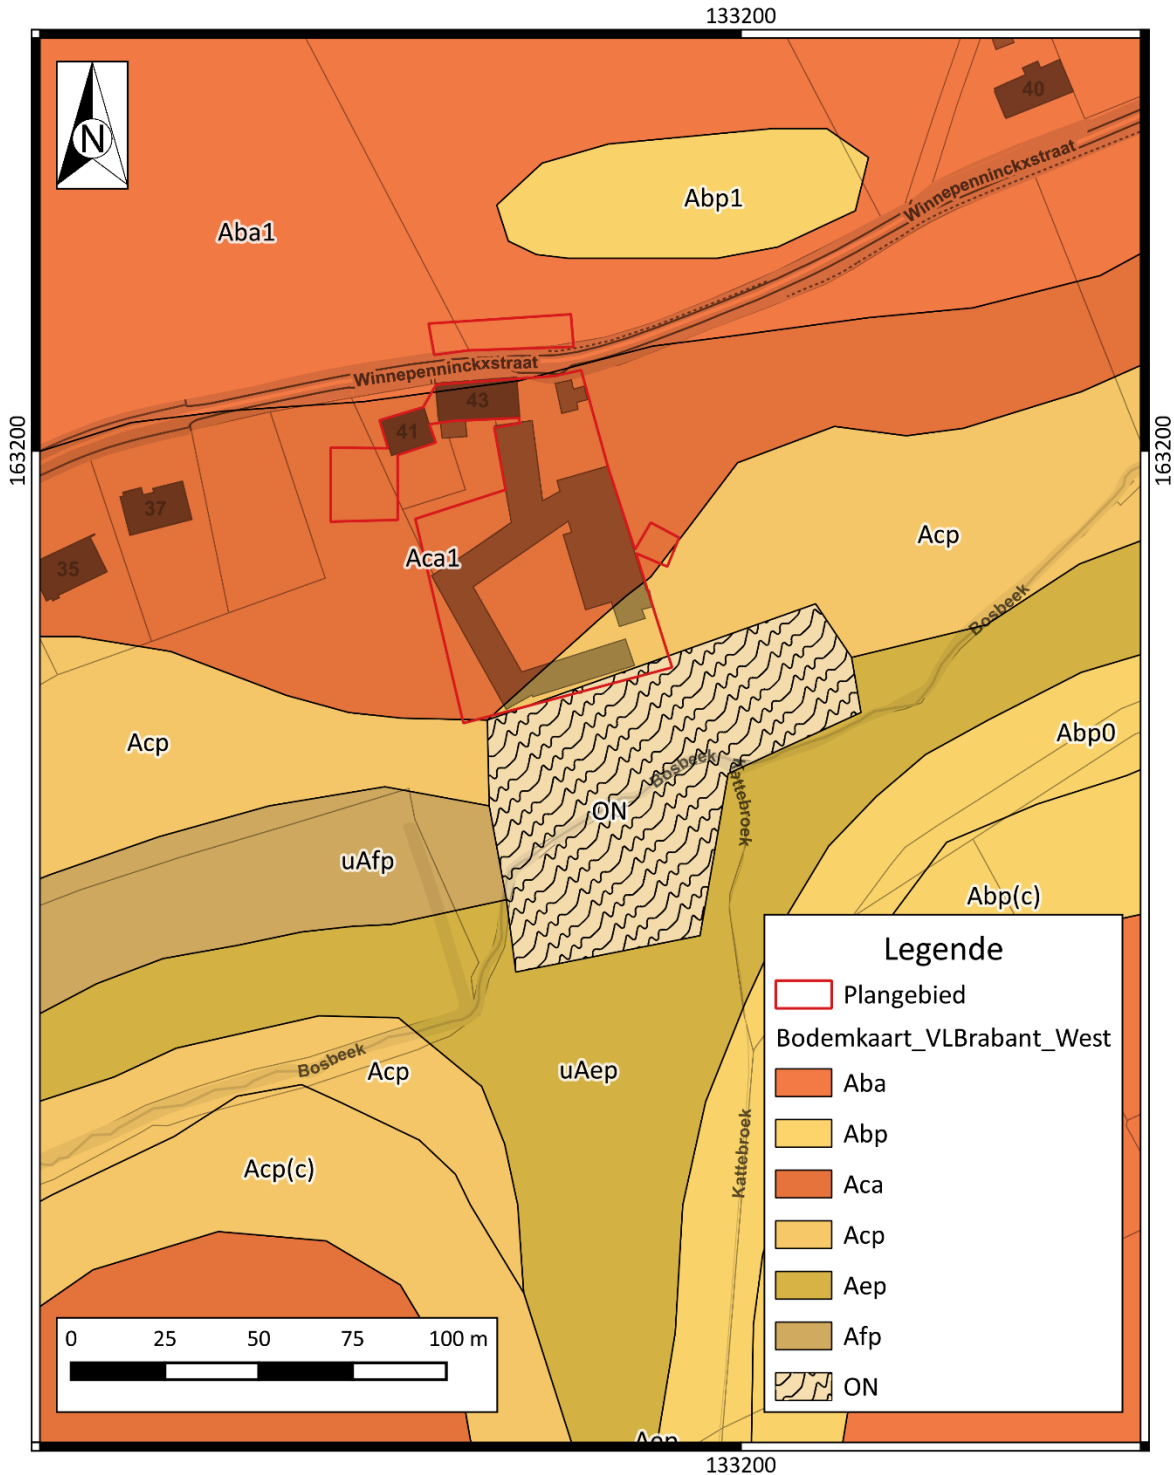 133200
N
40
Winnepenninckxstraat
Abp1
Aba1
Winnepenninckxstraat
43
41
163200
163200
37
35
Aca1
Acp
Bosbeek
Acp
Abp0
Bosbeek
Kattebroek
ON
uAfp
Abp(c)
Bosbeek
Acp
uAep
Kattebroek
Acp(c)
Legende
Plangebied
Bodemkaart_VLBrabant_West
Aba
Abp
Aca
Acp
Aep
Afp
ON
0 25 50 75 100 m
Aep
133200